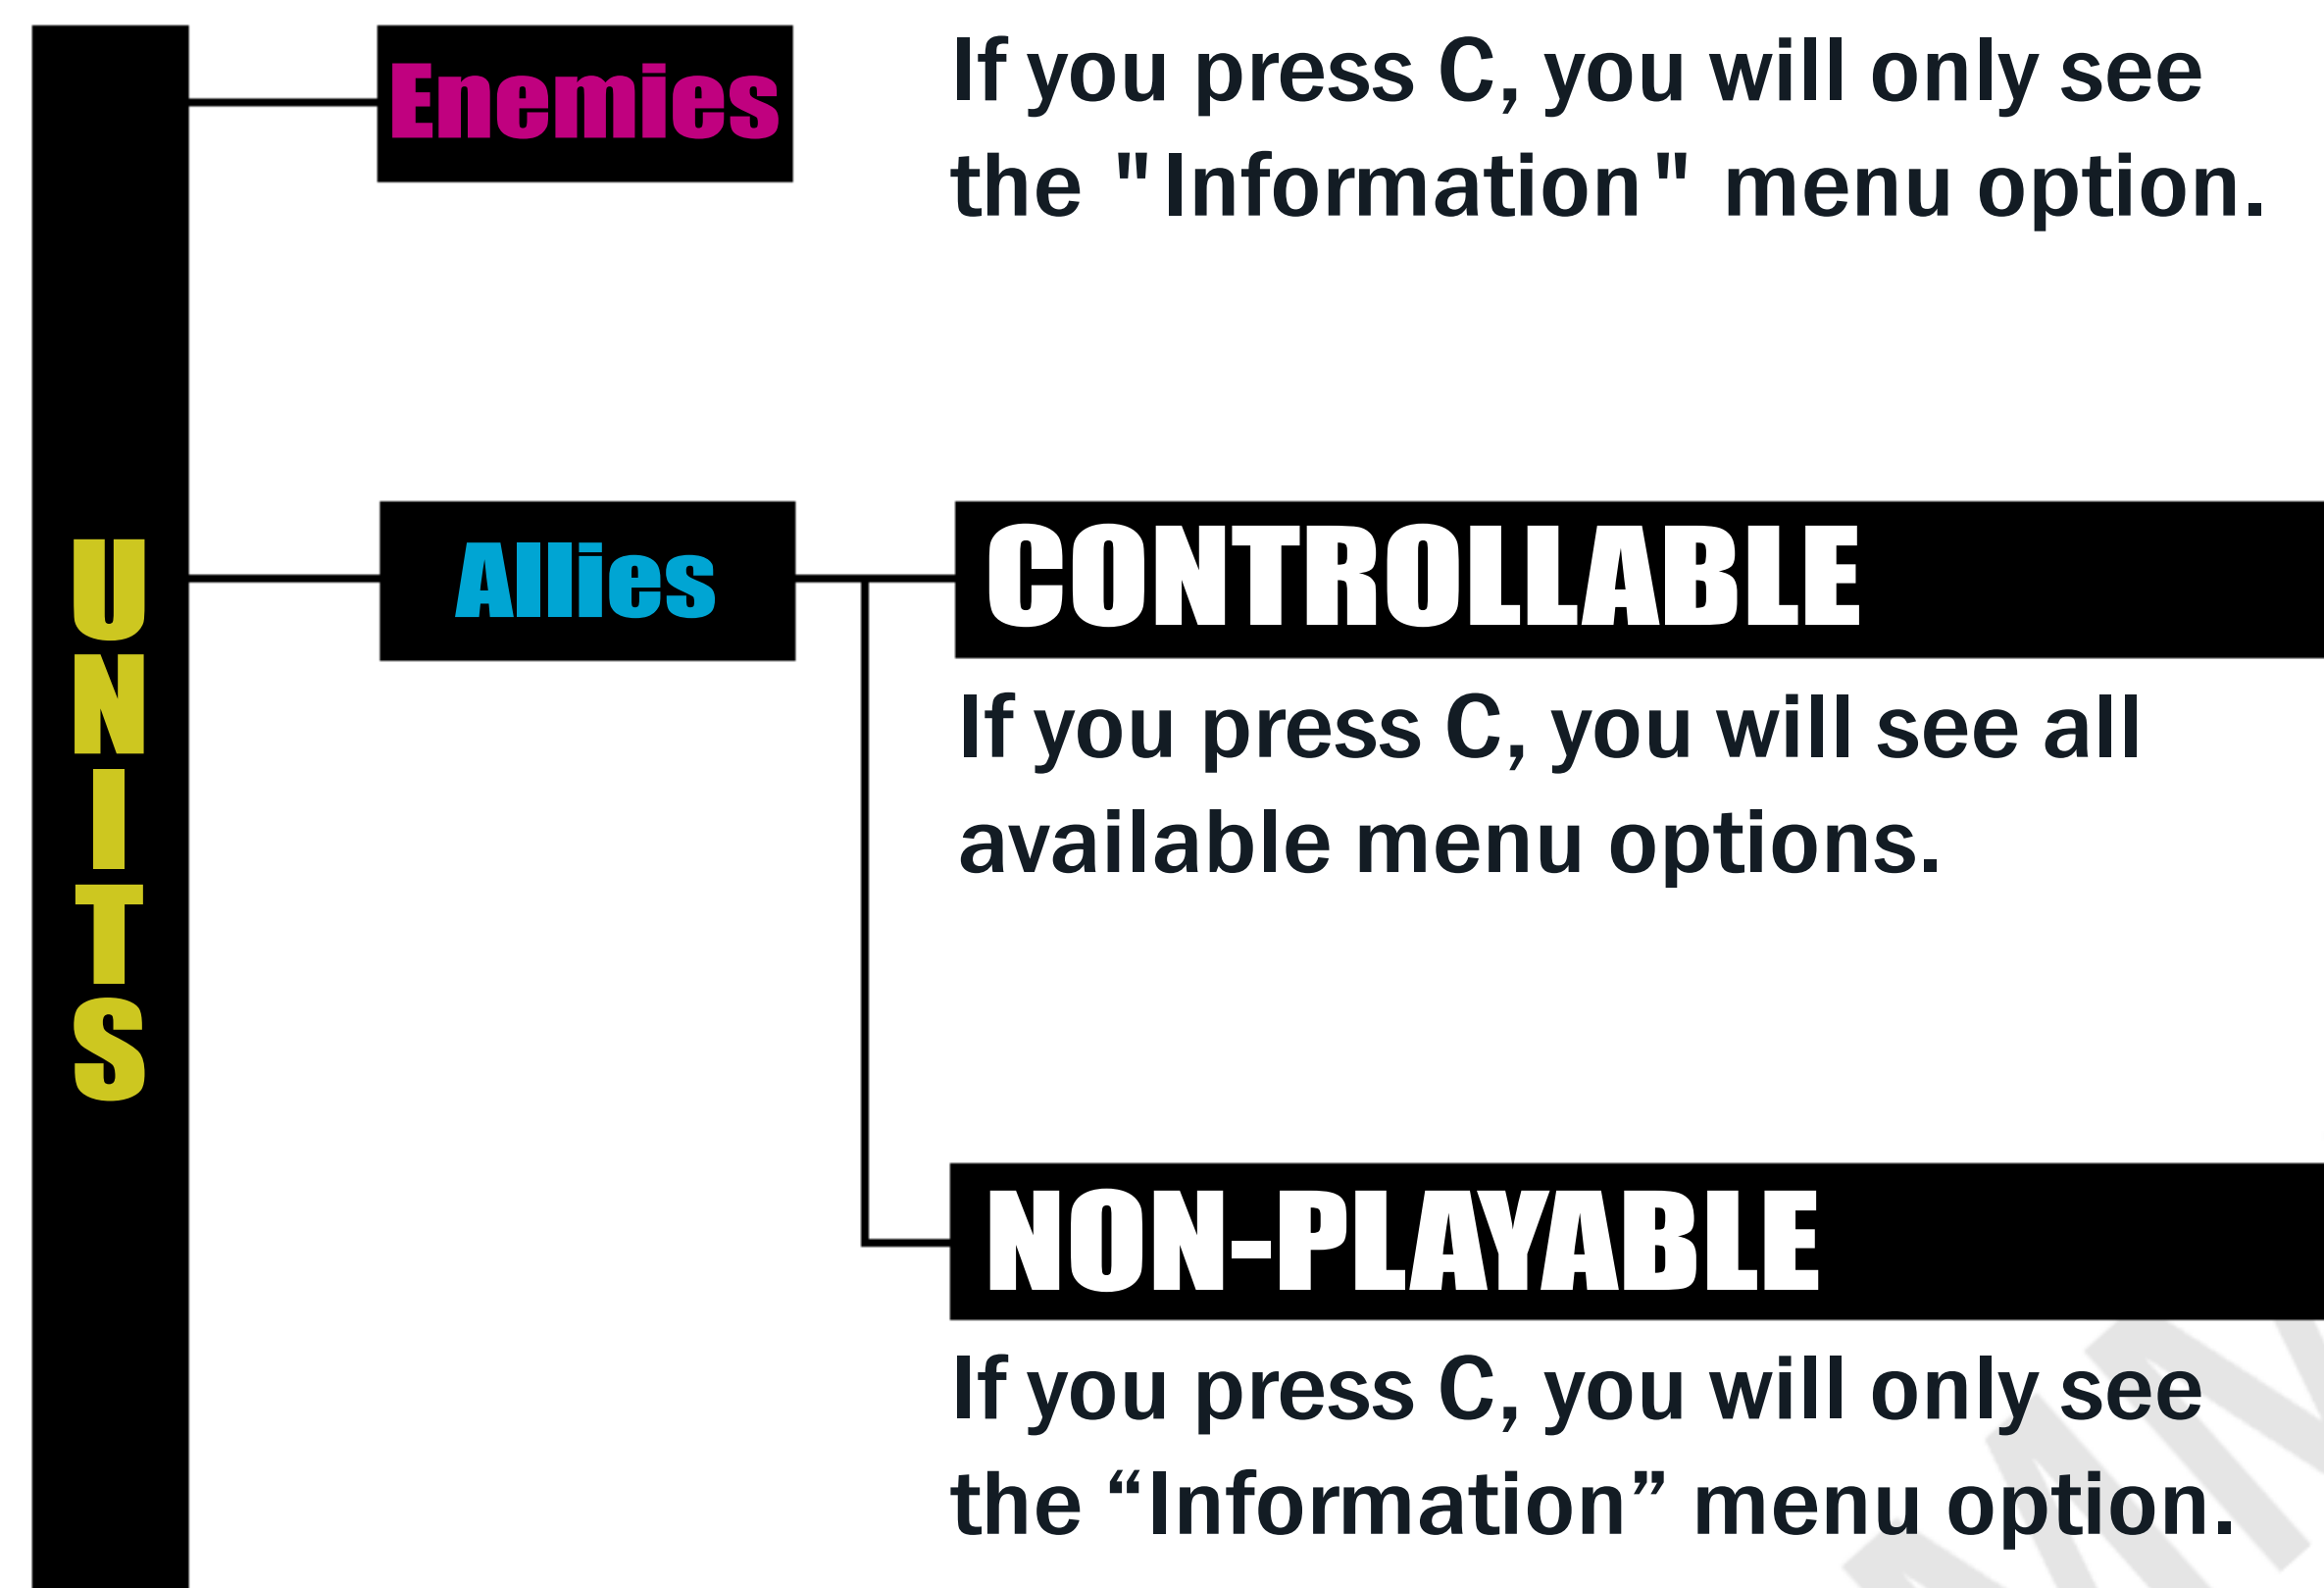 UNITS
Enemies
If you press C, you will only see
the "Information" menu option.
Allies
CONTROLLABLE
If you press C, you will see all
available menu options.
NON-PLAYABLE
If you press C, you will only see
the “Information” menu option.